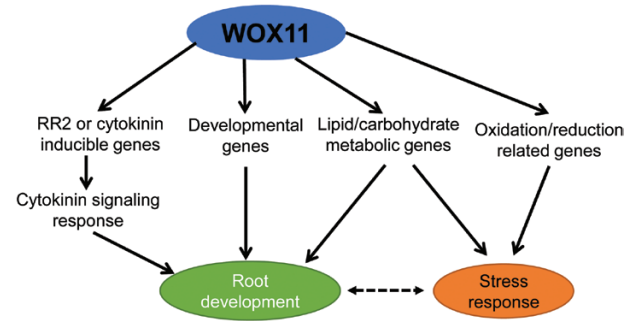 WOX11
RR2 or cytokinin
inducible genes
Developmental
genes
Lipid/carbohydrate
metabolic genes
Oxidation/reduction
related genes
Cytokinin signaling
response
Root
development
Stress
response